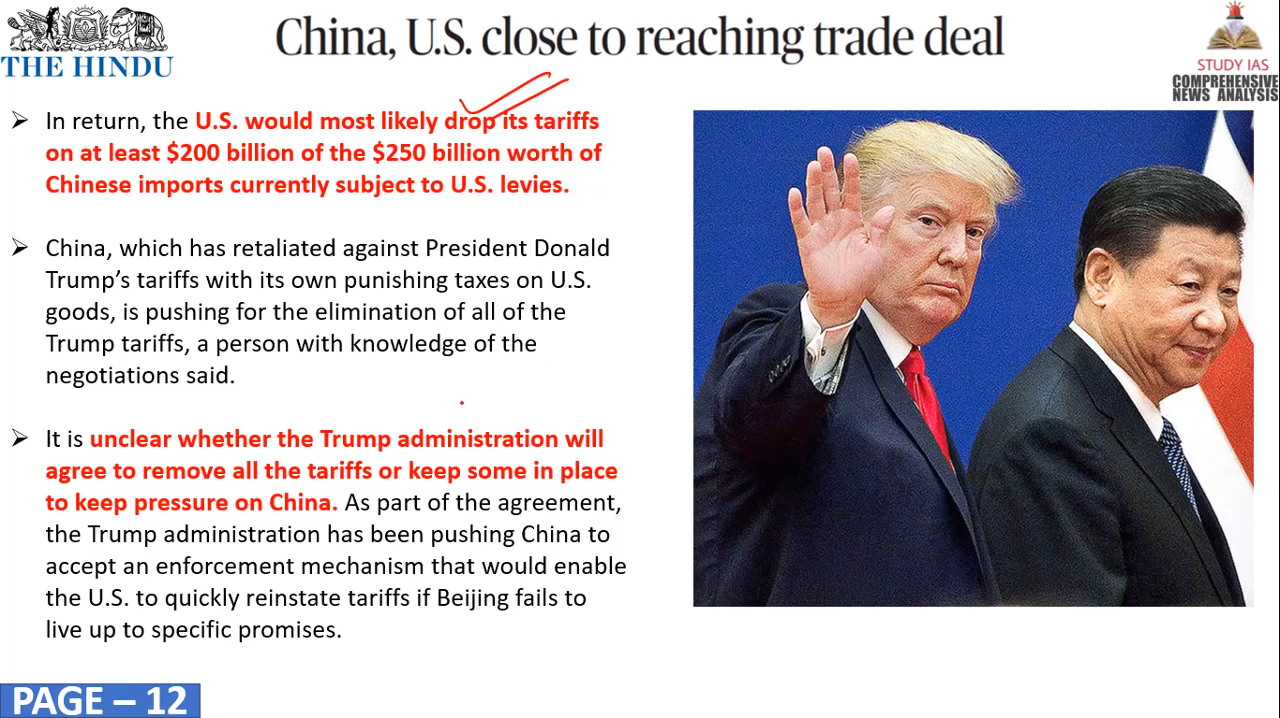 THE HINDU
China, U.S. close to reaching trade deal
STUDY IAS
COMPREHENSIVE
NEWS ANALYSIS
➢ In return, the U.S. would most likely drop its tariffs
on at least $200 billion of the $250 billion worth of
Chinese imports currently subject to U.S. levies.
➢ China, which has retaliated against President Donald
Trump’s tariffs with its own punishing taxes on U.S.
goods, is pushing for the elimination of all of the
Trump tariffs, a person with knowledge of the
negotiations said.
➢ It is unclear whether the Trump administration will
agree to remove all the tariffs or keep some in place
to keep pressure on China. As part of the agreement,
the Trump administration has been pushing China to
accept an enforcement mechanism that would enable
the U.S. to quickly reinstate tariffs if Beijing fails to
live up to specific promises.
PAGE – 12